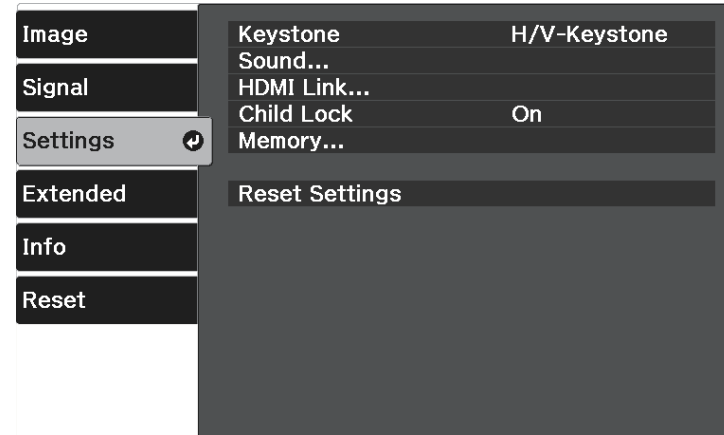 Image
Signal
Settings
Extended
Info
Reset
Keystone H/V-Keystone
Sound...
HDMI Link...
Child Lock On
Memory...
Reset Settings